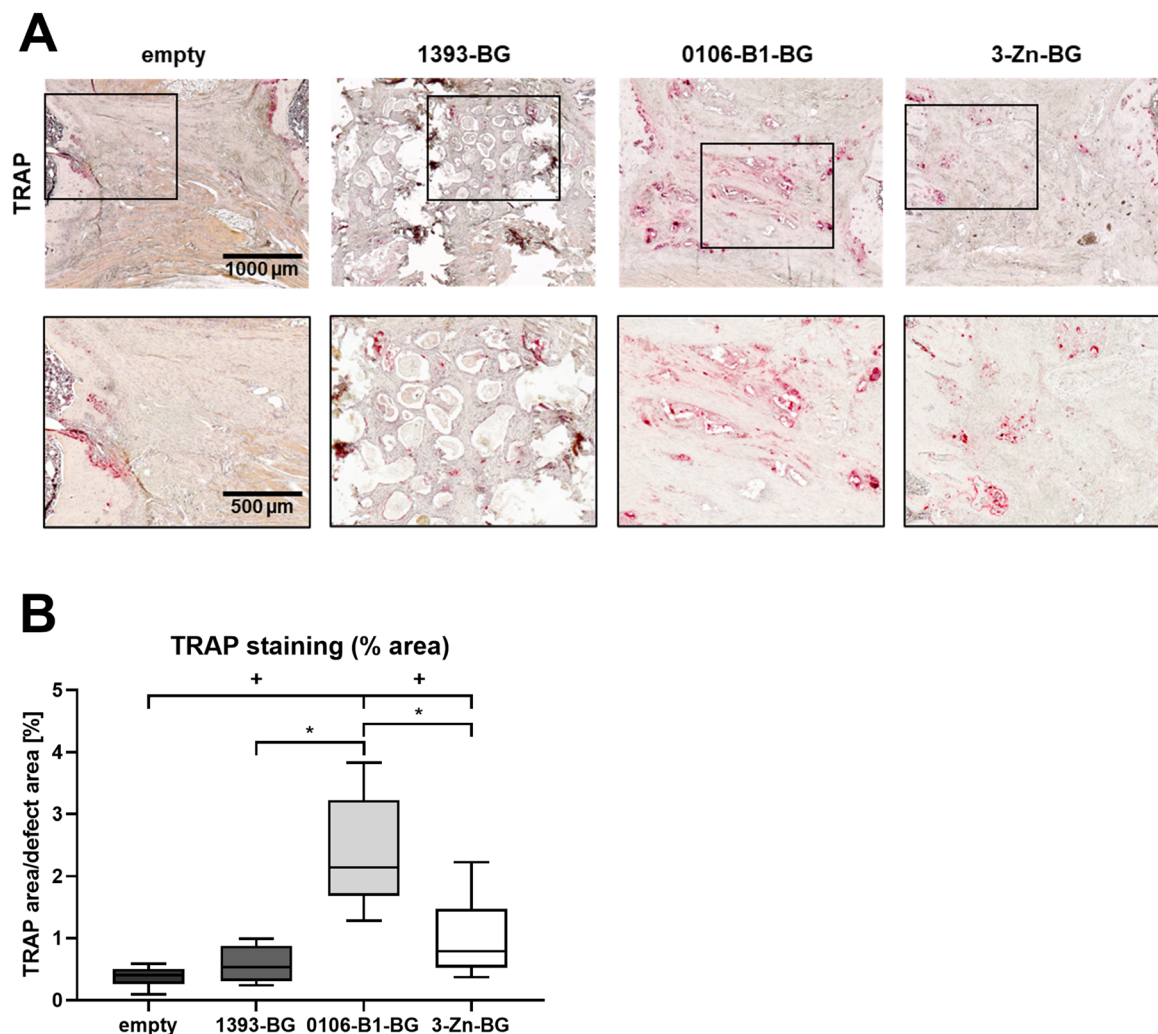 A
empty 1393-BG 0106-B1-BG 3-Zn-BG
TRAP
1000 µm
500 µm
B
TRAP staining (% area)
+ +
*
*
TRAP area/defect area [%]
5
4
3
2
1
0
empty 1393-BG 0106-B1-BG 3-Zn-BG